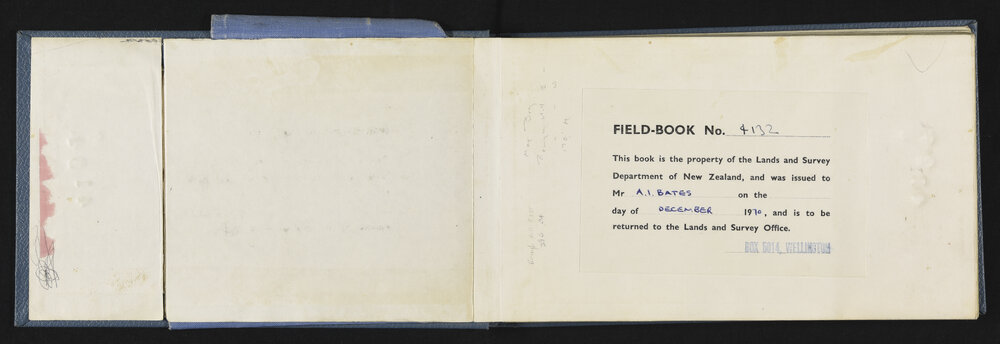 FIELD-BOOK No. 4132
This book is the property of the Lands and Survey
Department of New Zealand, and was issued to
Mr A.I. BATES on the
day of DECEMBER 1970, and is to be
returned to the Lands and Survey Office.
BOX 5014, WELLINGTON